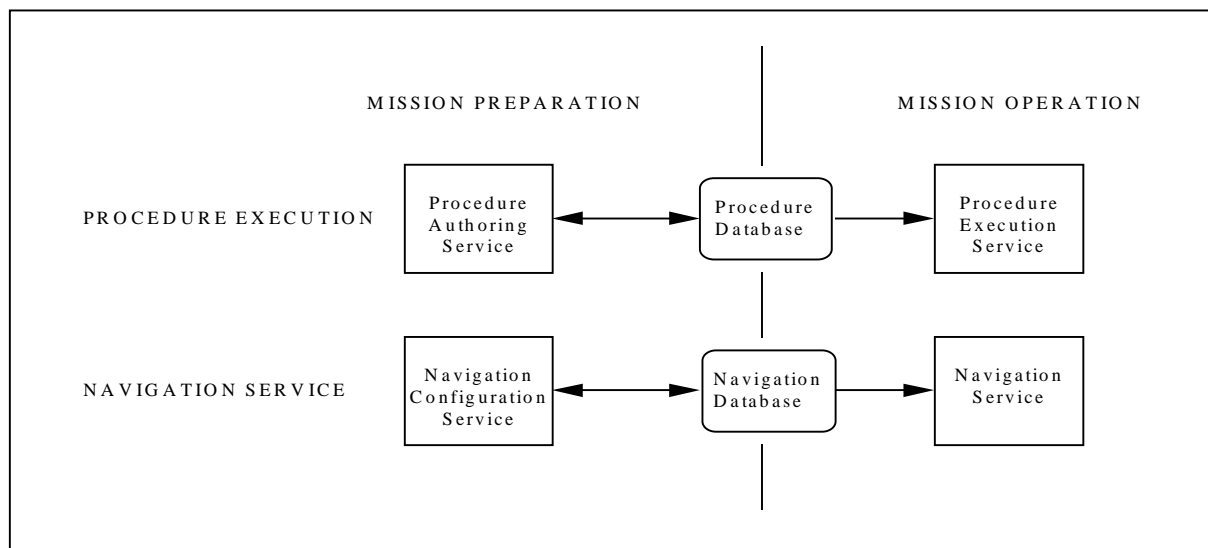 MISSION PREPARATION
MISSION OPERATION
PROCEDURE EXECUTION
Procedure
Authoring
Service
Procedure
Database
Procedure
Execution
Service
NAVIGATION SERVICE
Navigation
Configuration
Service
Navigation
Database
Navigation
Service